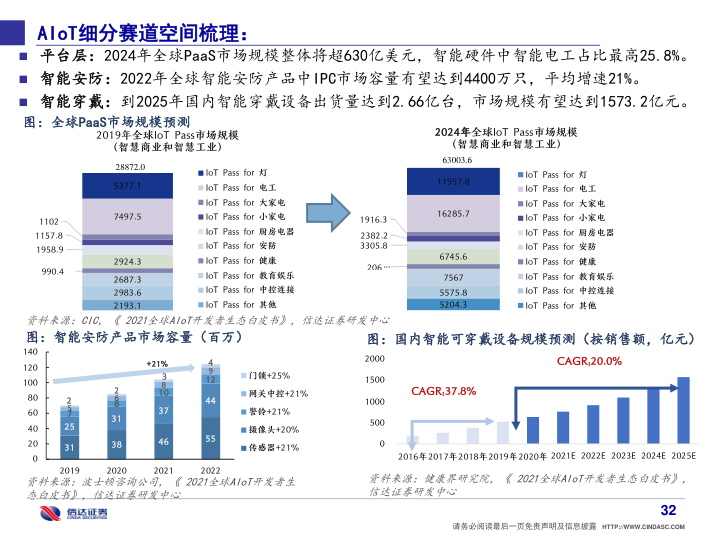 AIoT细分赛道空间梳理：
■ 平台层：2024年全球PaaS市场规模整体将超630亿美元，智能硬件中智能电工占比最高25.8%。
■ 智能安防：2022年全球智能安防产品中IPC市场容量有望达到4400万只，平均增速21%。
■ 智能穿戴：到2025年国内智能穿戴设备出货量达到2.66亿台，市场规模有望达到1573.2亿元。
图：全球PaaS市场规模预测
2019年全球IoT Pass市场规模
（智慧商业和智慧工业）
28872.0
5377.1
7497.5
1102
1157.8
1958.9
2924.3
990.4
2687.3
2983.6
2193.1
IoT Pass for 灯
IoT Pass for 电工
IoT Pass for 大家电
IoT Pass for 小家电
IoT Pass for 厨房电器
IoT Pass for 安防
IoT Pass for 健康
IoT Pass for 教育娱乐
IoT Pass for 中控连接
IoT Pass for 其他
2024年全球IoT Pass市场规模
（智慧商业和智慧工业）
63003.6
11957.8
16285.7
1916.3
2382.2
3305.8
6745.6
206…
7567
5575.8
5204.3
IoT Pass for 灯
IoT Pass for 电工
IoT Pass for 大家电
IoT Pass for 小家电
IoT Pass for 厨房电器
IoT Pass for 安防
IoT Pass for 健康
IoT Pass for 教育娱乐
IoT Pass for 中控连接
IoT Pass for 其他
资料来源：CIC，《 2021全球AIoT开发者生态白皮书》，信达证券研发中心
图：智能安防产品市场容量（百万）
140
120
100
80
60
40
20
0
+21%
2
5
7
25
31
2
6
8
31
38
3
8
10
37
46
4
9
12
44
55
2019 2020 2021 2022
门锁+25%
网关中控+21%
警铃+21%
摄像头+20%
传感器+21%
资料来源：波士顿咨询公司，《 2021全球AIoT开发者生
态白皮书》，信达证券研发中心
图：国内智能可穿戴设备规模预测（按销售额，亿元）
2000
1500
1000
500
0
CAGR:37.8%
CAGR:20.0%
2016年 2017年 2018年 2019年 2020年 2021E 2022E 2023E 2024E 2025E
资料来源：健康界研究院，《 2021全球AIoT开发者生态白皮书》，
信达证券研发中心
信达证券
CINDA SECURITIES
32
请务必阅读最后一页免责声明及信息披露 HTTP://WWW.CINDASC.COM